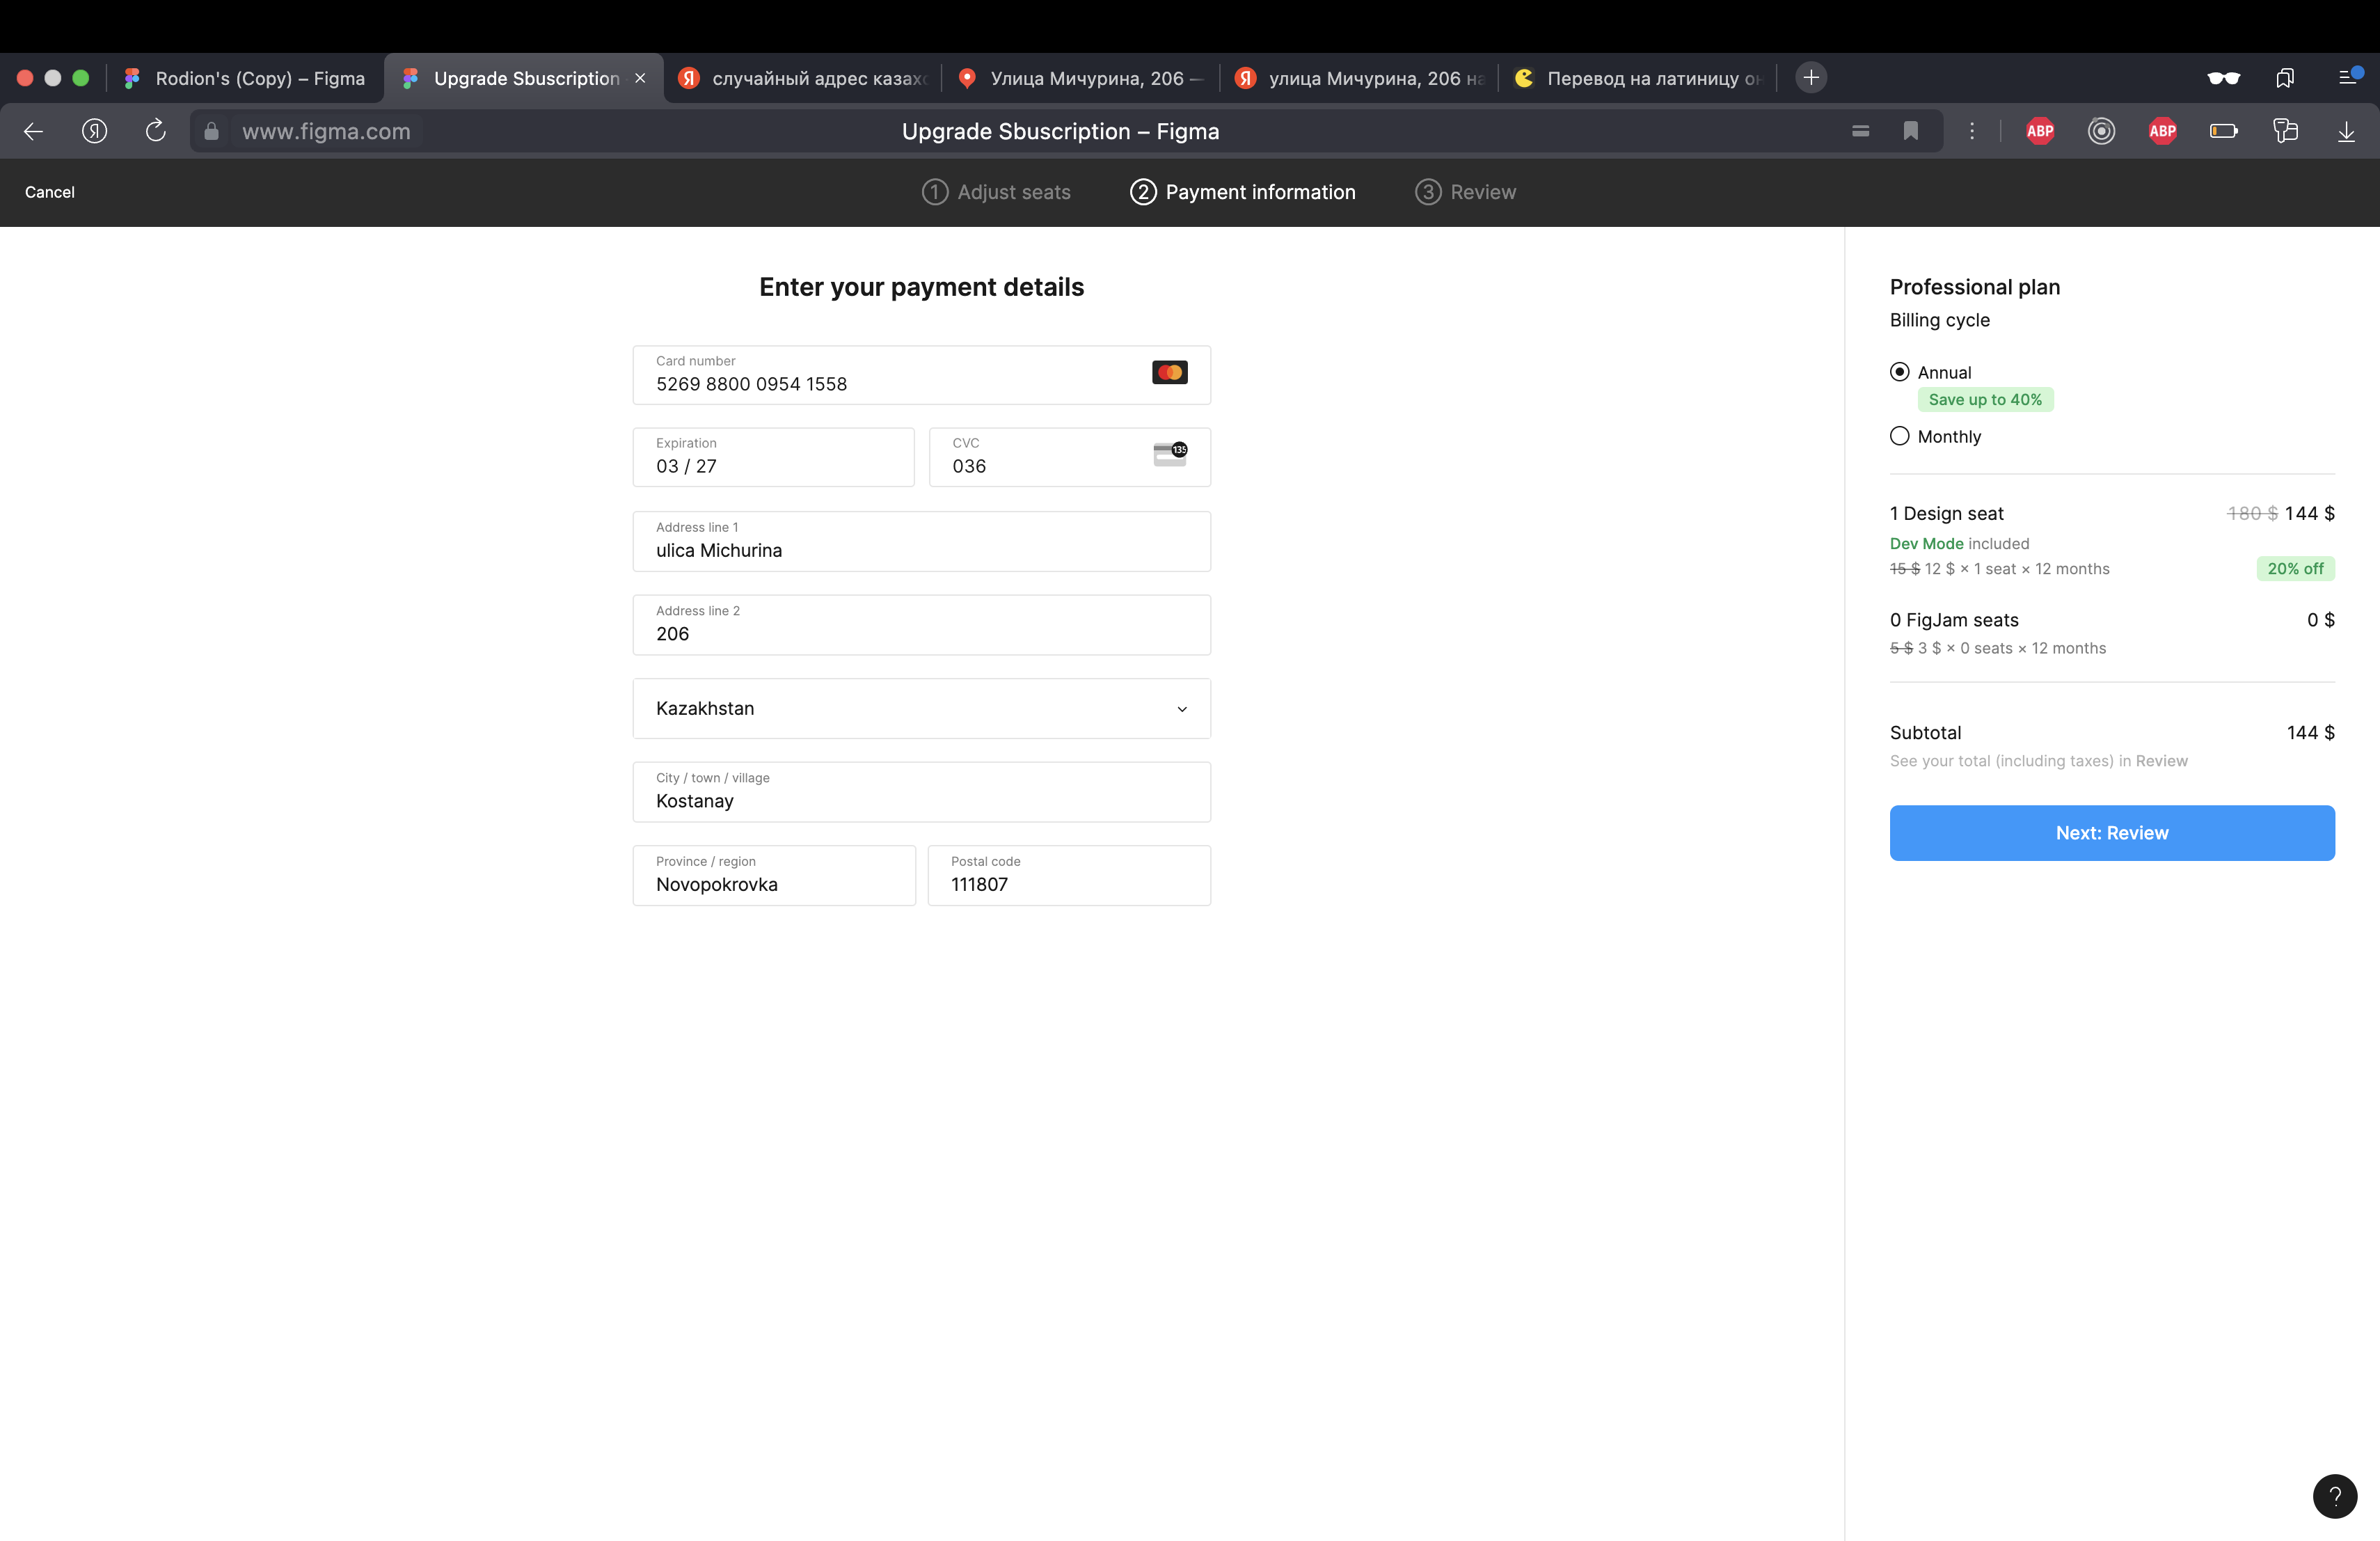 Rodion's (Copy) – Figma
Upgrade Sbuscription
случайный адрес
Улица Мичурина, 206 —
улица Мичурина, 206
Перевод на латиницу
www.figma.com
Upgrade Sbuscription – Figma
ABP
ABP
Cancel
1 Adjust seats
2 Payment information
3 Review
Enter your payment details
Card number
5269 8800 0954 1558
Expiration
03 / 27
CVC
036
135
Address line 1
ulica Michurina
Address line 2
206
Kazakhstan
City / town / village
Kostanay
Province / region
Novopokrovka
Postal code
111807
Professional plan
Billing cycle
Annual
Save up to 40%
Monthly
1 Design seat 180 $ 144 $
Dev Mode included
15 $ 12 $ × 1 seat × 12 months 20% off
0 FigJam seats 0 $
5 $ 3 $ × 0 seats × 12 months
Subtotal 144 $
See your total (including taxes) in Review
Next: Review
?